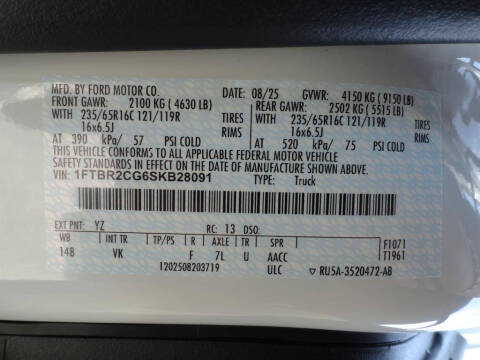 MFD. BY FORD MOTOR CO. DATE: 08/25 GVWR: 4150 KG ( 9150 LB)
FRONT GAWR: 2100 KG ( 4630 LB) REAR GAWR: 2502 KG ( 5515 LB)
WITH 235/65R16C 121/119R TIRES WITH 235/65R16C 121/119R TIRES
16x6.5J RIMS 16x6.5J RIMS
AT 390 kPa/ 57 PSI COLD AT 520 kPa/ 75 PSI COLD
THIS VEHICLE CONFORMS TO ALL APPLICABLE FEDERAL MOTOR VEHICLE
SAFETY STANDARDS IN EFFECT ON THE DATE OF MANUFACTURE SHOWN ABOVE.
VIN: 1FTBR2CG6SKB28091 TYPE: Truck
EXT PNT: YZ RC: 13 DSO:
WB INT TR TP/PS R AXLE TR SPR F1071
148 VK F 7L U AACC T1961
1202508203719 ULC RU5A-3520472-AB